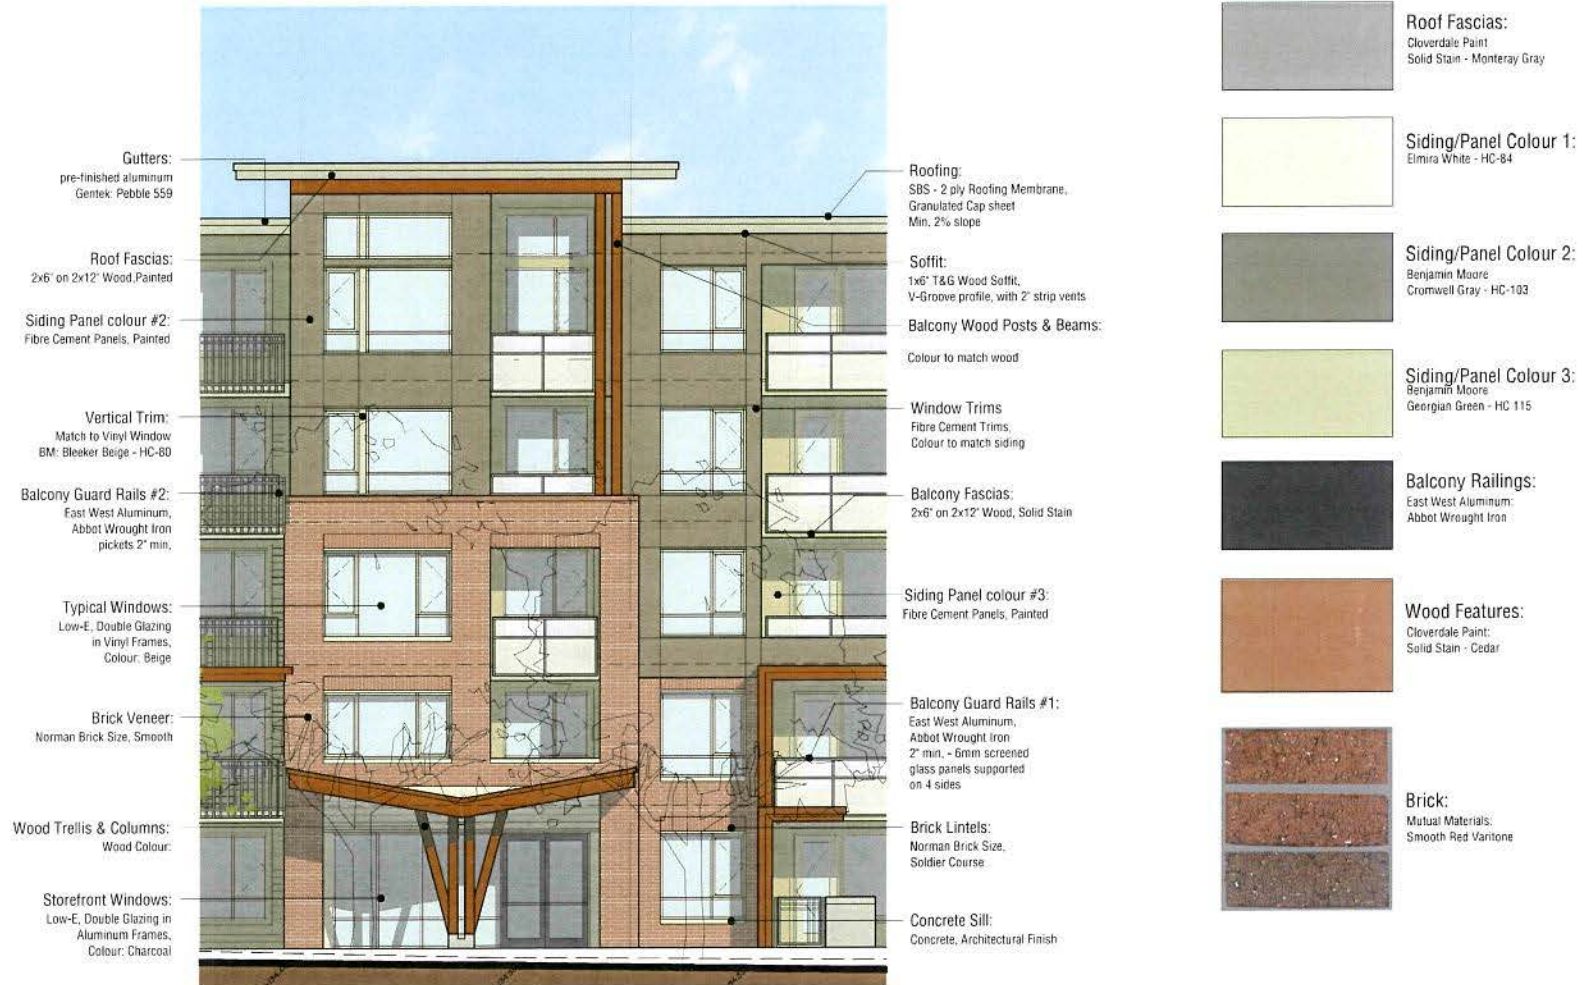 Gutters:
pre-finished aluminum
Gentek: Pebble 559
Roof Fascias:
2x6" on 2x12" Wood,Painted
Siding Panel colour #2:
Fibre Cement Panels, Painted
Vertical Trim:
Match to Vinyl Window
BM: Bleeker Beige - HC-80
Balcony Guard Rails #2:
East West Aluminum,
Abbot Wrought Iron
pickets 2" min,
Typical Windows:
Low-E, Double Glazing
in Vinyl Frames,
Colour: Beige
Brick Veneer:
Norman Brick Size, Smooth
Wood Trellis & Columns:
Wood Colour:
Storefront Windows:
Low-E, Double Glazing in
Aluminum Frames,
Colour: Charcoal
Roofing:
SBS - 2 ply Roofing Membrane,
Granulated Cap sheet
Min. 2% slope
Soffit:
1x6" T&G Wood Soffit,
V-Groove profile, with 2" strip vents
Balcony Wood Posts & Beams:
Colour to match wood
Window Trims
Fibre Cement Trims,
Colour to match siding
Balcony Fascias:
2x6" on 2x12" Wood, Solid Stain
Siding Panel colour #3:
Fibre Cement Panels, Painted
Balcony Guard Rails #1:
East West Aluminum,
Abbot Wrought Iron
2" min. - 6mm screened
glass panels supported
on 4 sides
Brick Lintels:
Norman Brick Size,
Soldier Course
Concrete Sill:
Concrete, Architectural Finish
Roof Fascias:
Cloverdale Paint
Solid Stain - Monteray Gray
Siding/Panel Colour 1:
Elmira White - HC-84
Siding/Panel Colour 2:
Benjamin Moore
Cromwell Gray - HC-103
Siding/Panel Colour 3:
Benjamin Moore
Georgian Green - HC 115
Balcony Railings:
East West Aluminum:
Abbot Wrought Iron
Wood Features:
Cloverdale Paint:
Solid Stain - Cedar
Brick:
Mutual Materials:
Smooth Red Varitone